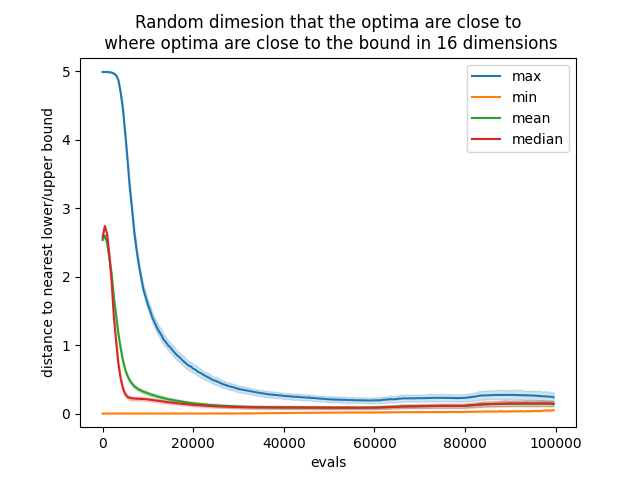 Random dimesion that the optima are close to
where optima are close to the bound in 16 dimensions
max
min
mean
median
distance to nearest lower/upper bound
5
4
3
2
1
0
0
20000
40000
60000
80000
100000
evals